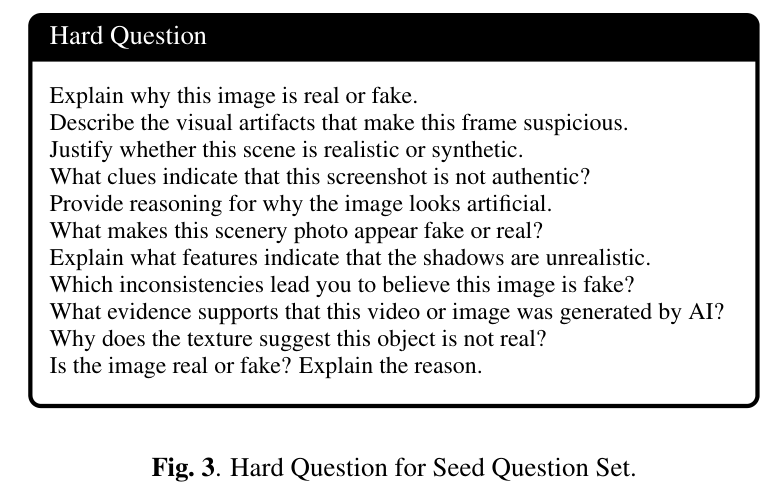 Hard Question
Explain why this image is real or fake.
Describe the visual artifacts that make this frame suspicious.
Justify whether this scene is realistic or synthetic.
What clues indicate that this screenshot is not authentic?
Provide reasoning for why the image looks artificial.
What makes this scenery photo appear fake or real?
Explain what features indicate that the shadows are unrealistic.
Which inconsistencies lead you to believe this image is fake?
What evidence supports that this video or image was generated by AI?
Why does the texture suggest this object is not real?
Is the image real or fake? Explain the reason.
Fig. 3. Hard Question for Seed Question Set.